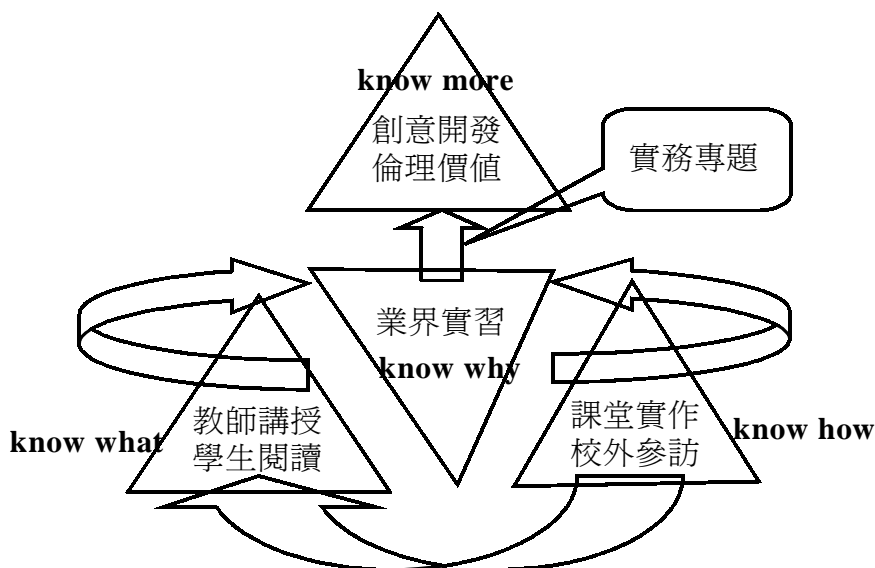 know more
創意開發
倫理價值
實務專題
業界實習
know why
教師講授
學生閱讀
know what
課堂實作
校外參訪
know how